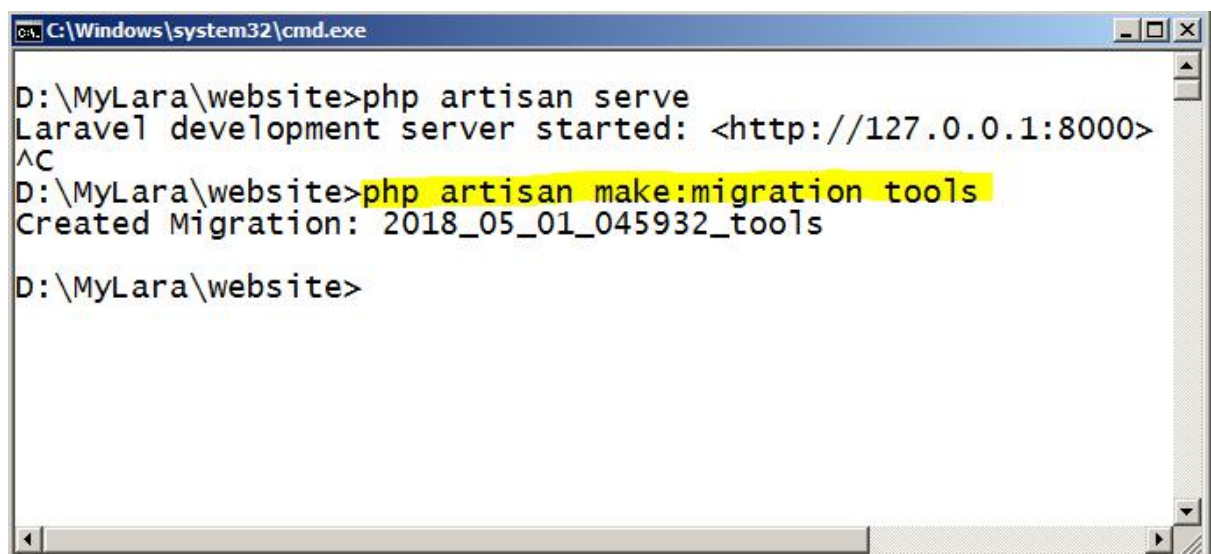 C:\Windows\system32\cmd.exe
D:\MyLara\website>php artisan serve
Laravel development server started: <http://127.0.0.1:8000>
^C
D:\MyLara\website>php artisan make:migration tools
Created Migration: 2018_05_01_045932_tools
D:\MyLara\website>